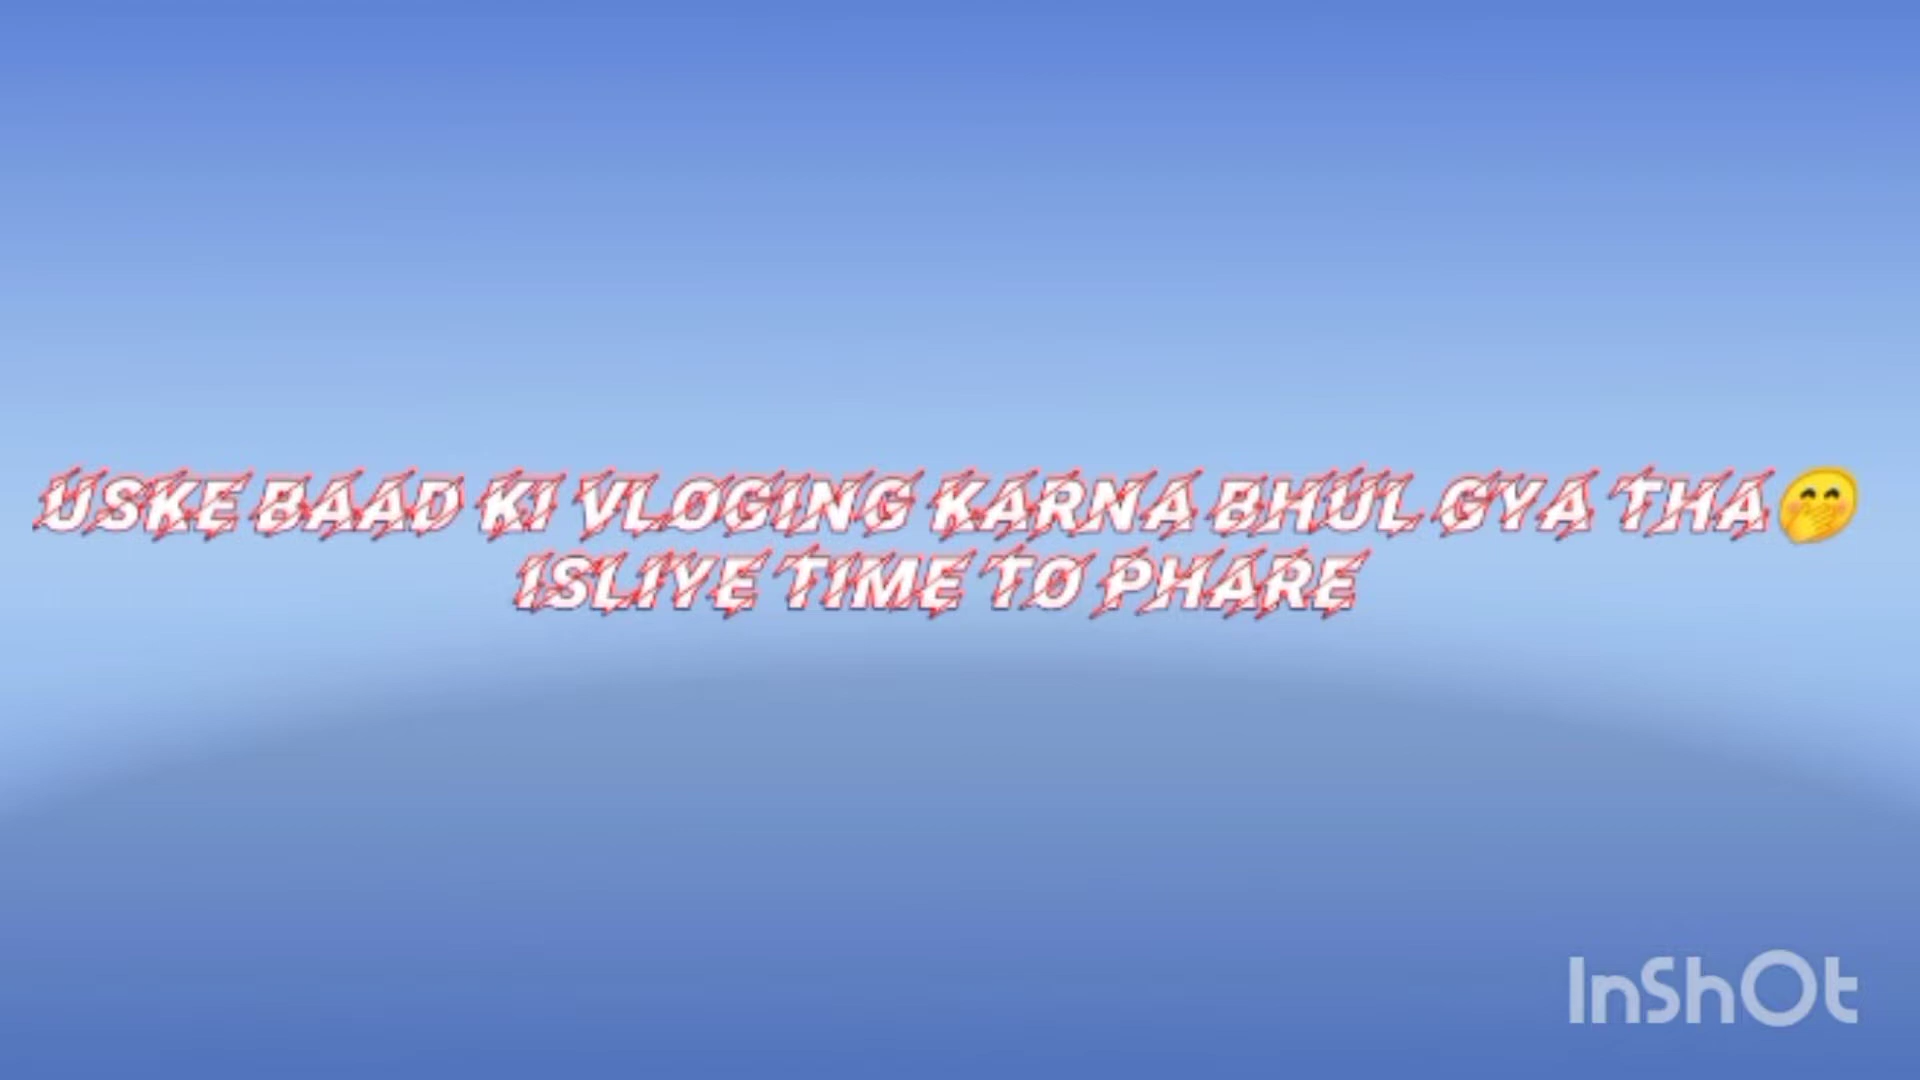 USKE BAAD KI VLOGING KARNA BHUL GYA THA🤭
ISLIYE TIME TO PHARE
InShOt